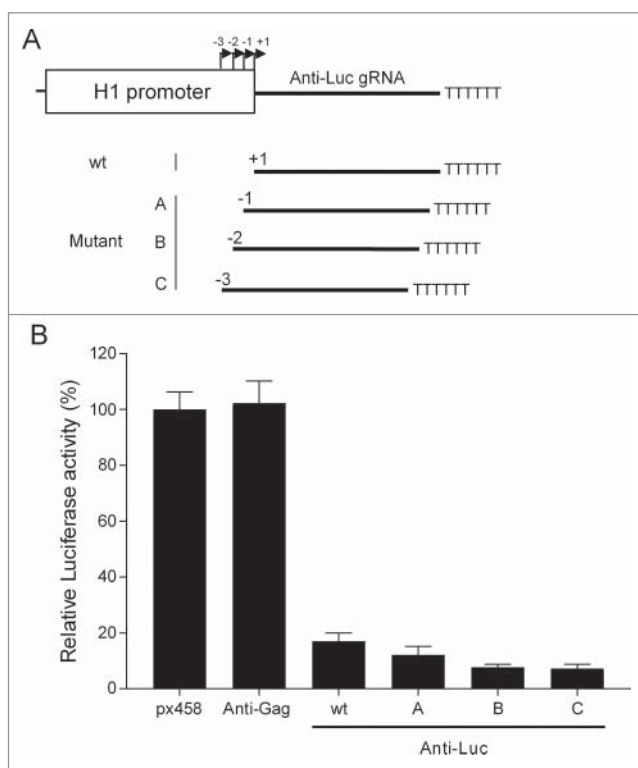 A
-3 -2 -1 +1
H1 promoter
Anti-Luc gRNA
TTTTTT
wt
+1
TTTTTT
A
-1
TTTTTT
Mutant
B
-2
TTTTTT
C
-3
TTTTTT
B
Relative Luciferase activity (%)
120
100
80
60
40
20
0
px458
Anti-Gag
wt
A
B
C
Anti-Luc